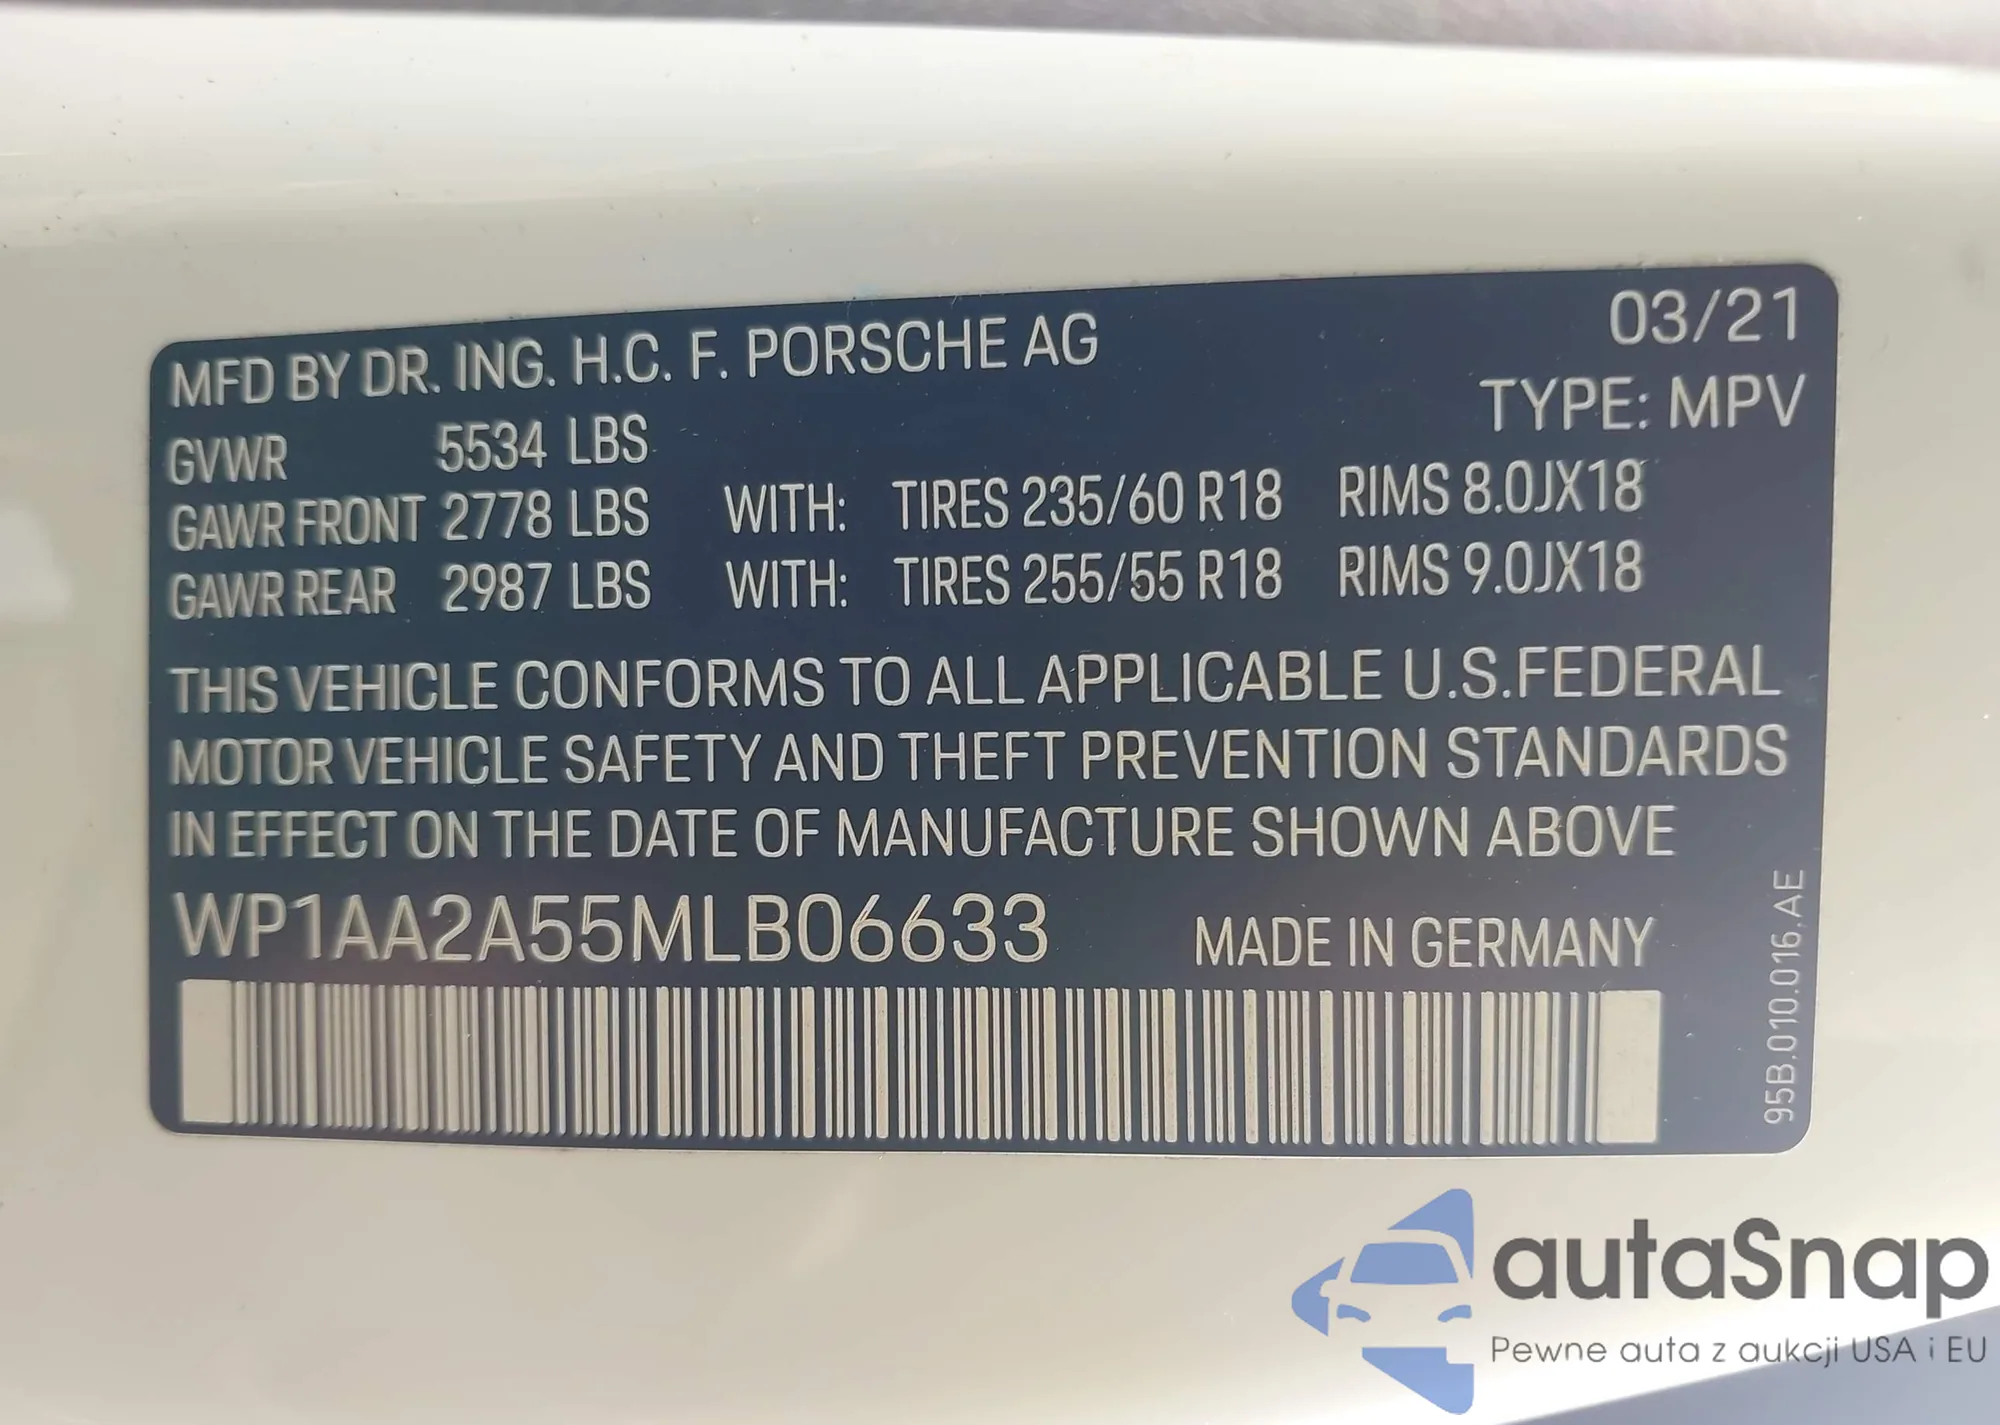 MFD BY DR. ING. H.C. F. PORSCHE AG 03/21
TYPE: MPV
GVWR 5534 LBS
GAWR FRONT 2778 LBS WITH: TIRES 235/60 R18 RIMS 8.0JX18
GAWR REAR 2987 LBS WITH: TIRES 255/55 R18 RIMS 9.0JX18
THIS VEHICLE CONFORMS TO ALL APPLICABLE U.S.FEDERAL
MOTOR VEHICLE SAFETY AND THEFT PREVENTION STANDARDS
IN EFFECT ON THE DATE OF MANUFACTURE SHOWN ABOVE
WP1AA2A55MLB06633 MADE IN GERMANY
95B.010.016.AE
autaSnap
Pewne auta z aukcji USA i EU